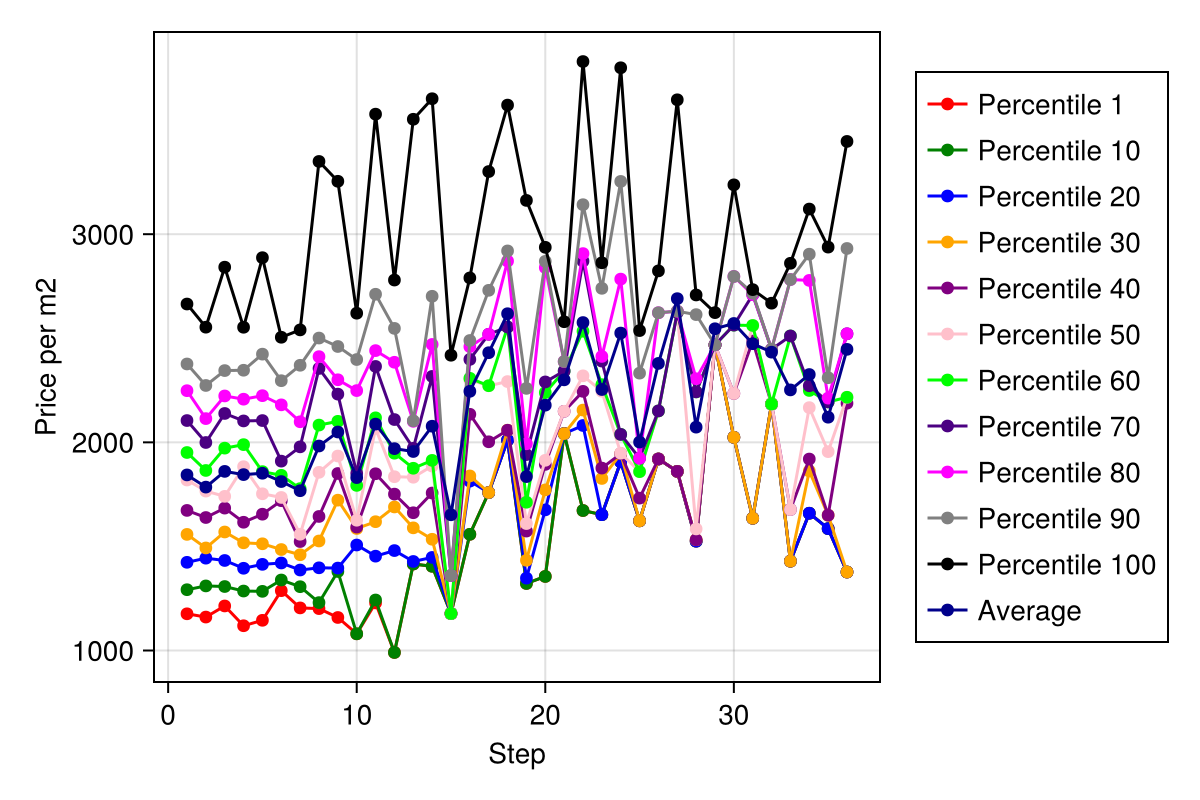 Price per m2
3000
2000
1000
0
10
20
30
Step
Percentile 1
Percentile 10
Percentile 20
Percentile 30
Percentile 40
Percentile 50
Percentile 60
Percentile 70
Percentile 80
Percentile 90
Percentile 100
Average